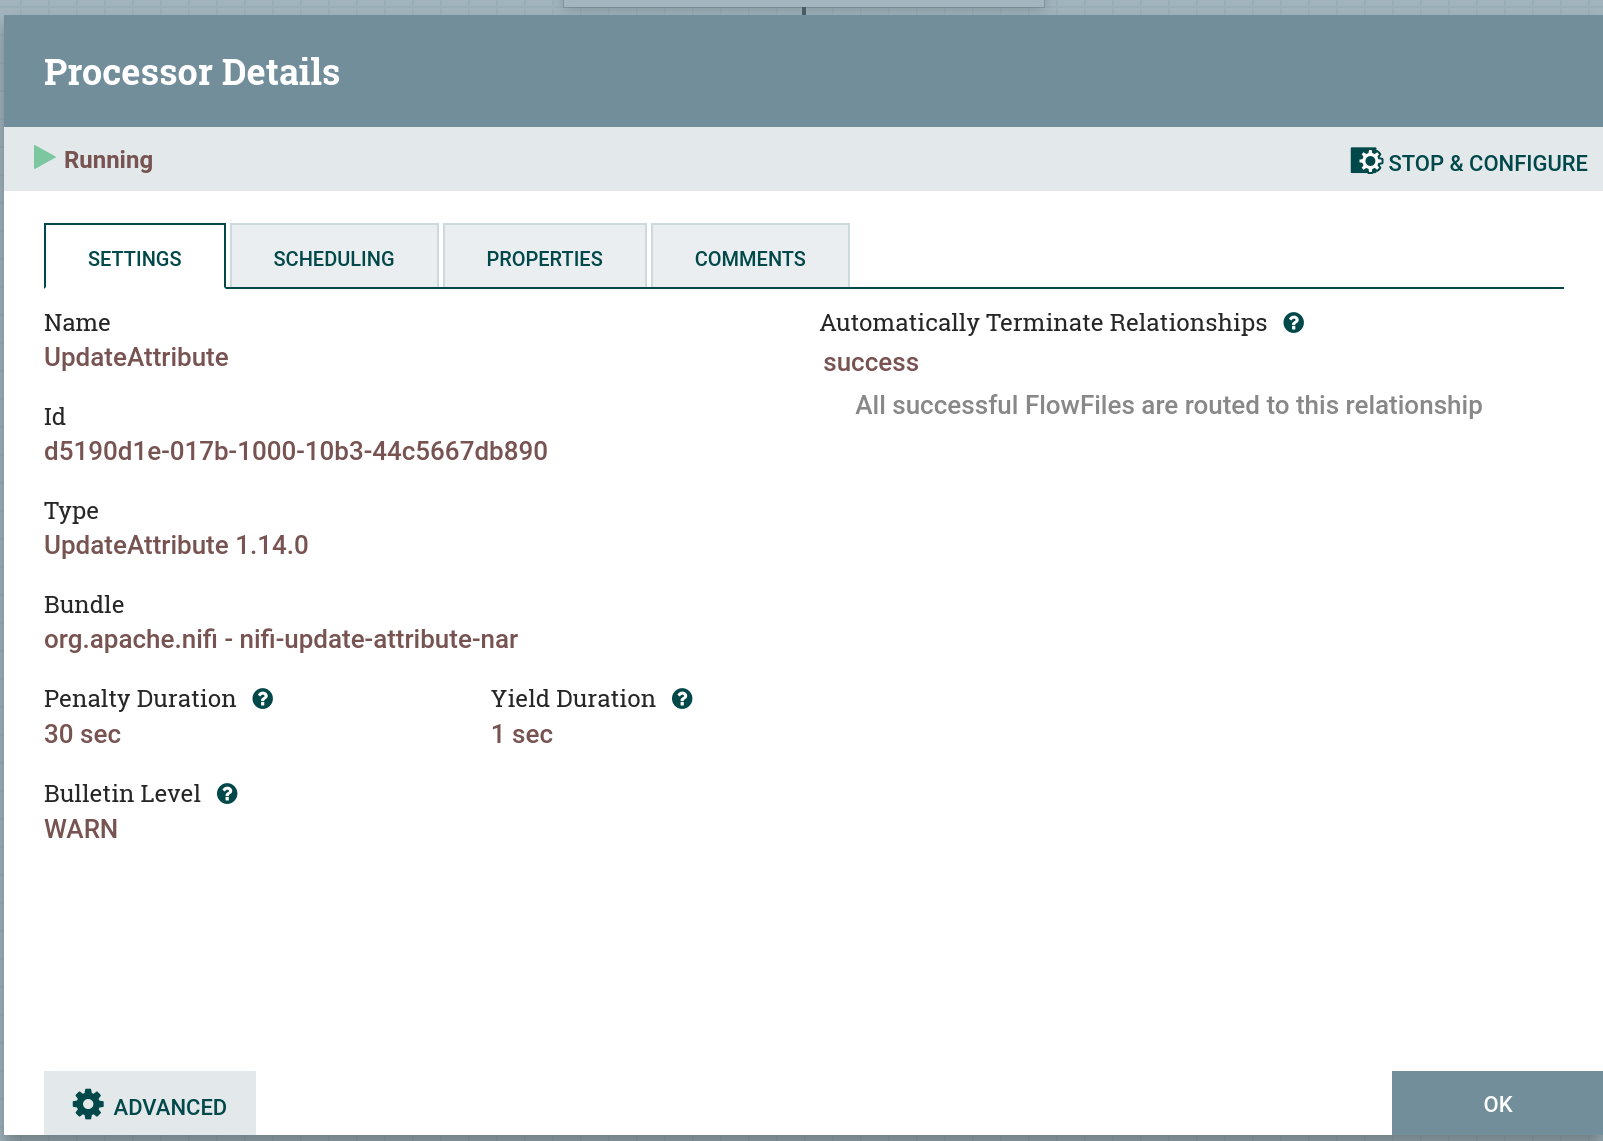 Processor Details
Running
STOP & CONFIGURE
SETTINGS SCHEDULING PROPERTIES COMMENTS
Name
UpdateAttribute
Id
d5190d1e-017b-1000-10b3-44c5667db890
Type
UpdateAttribute 1.14.0
Bundle
org.apache.nifi - nifi-update-attribute-nar
Penalty Duration ?
30 sec
Yield Duration ?
1 sec
Bulletin Level ?
WARN
Automatically Terminate Relationships ?
success
All successful FlowFiles are routed to this relationship
ADVANCED
OK